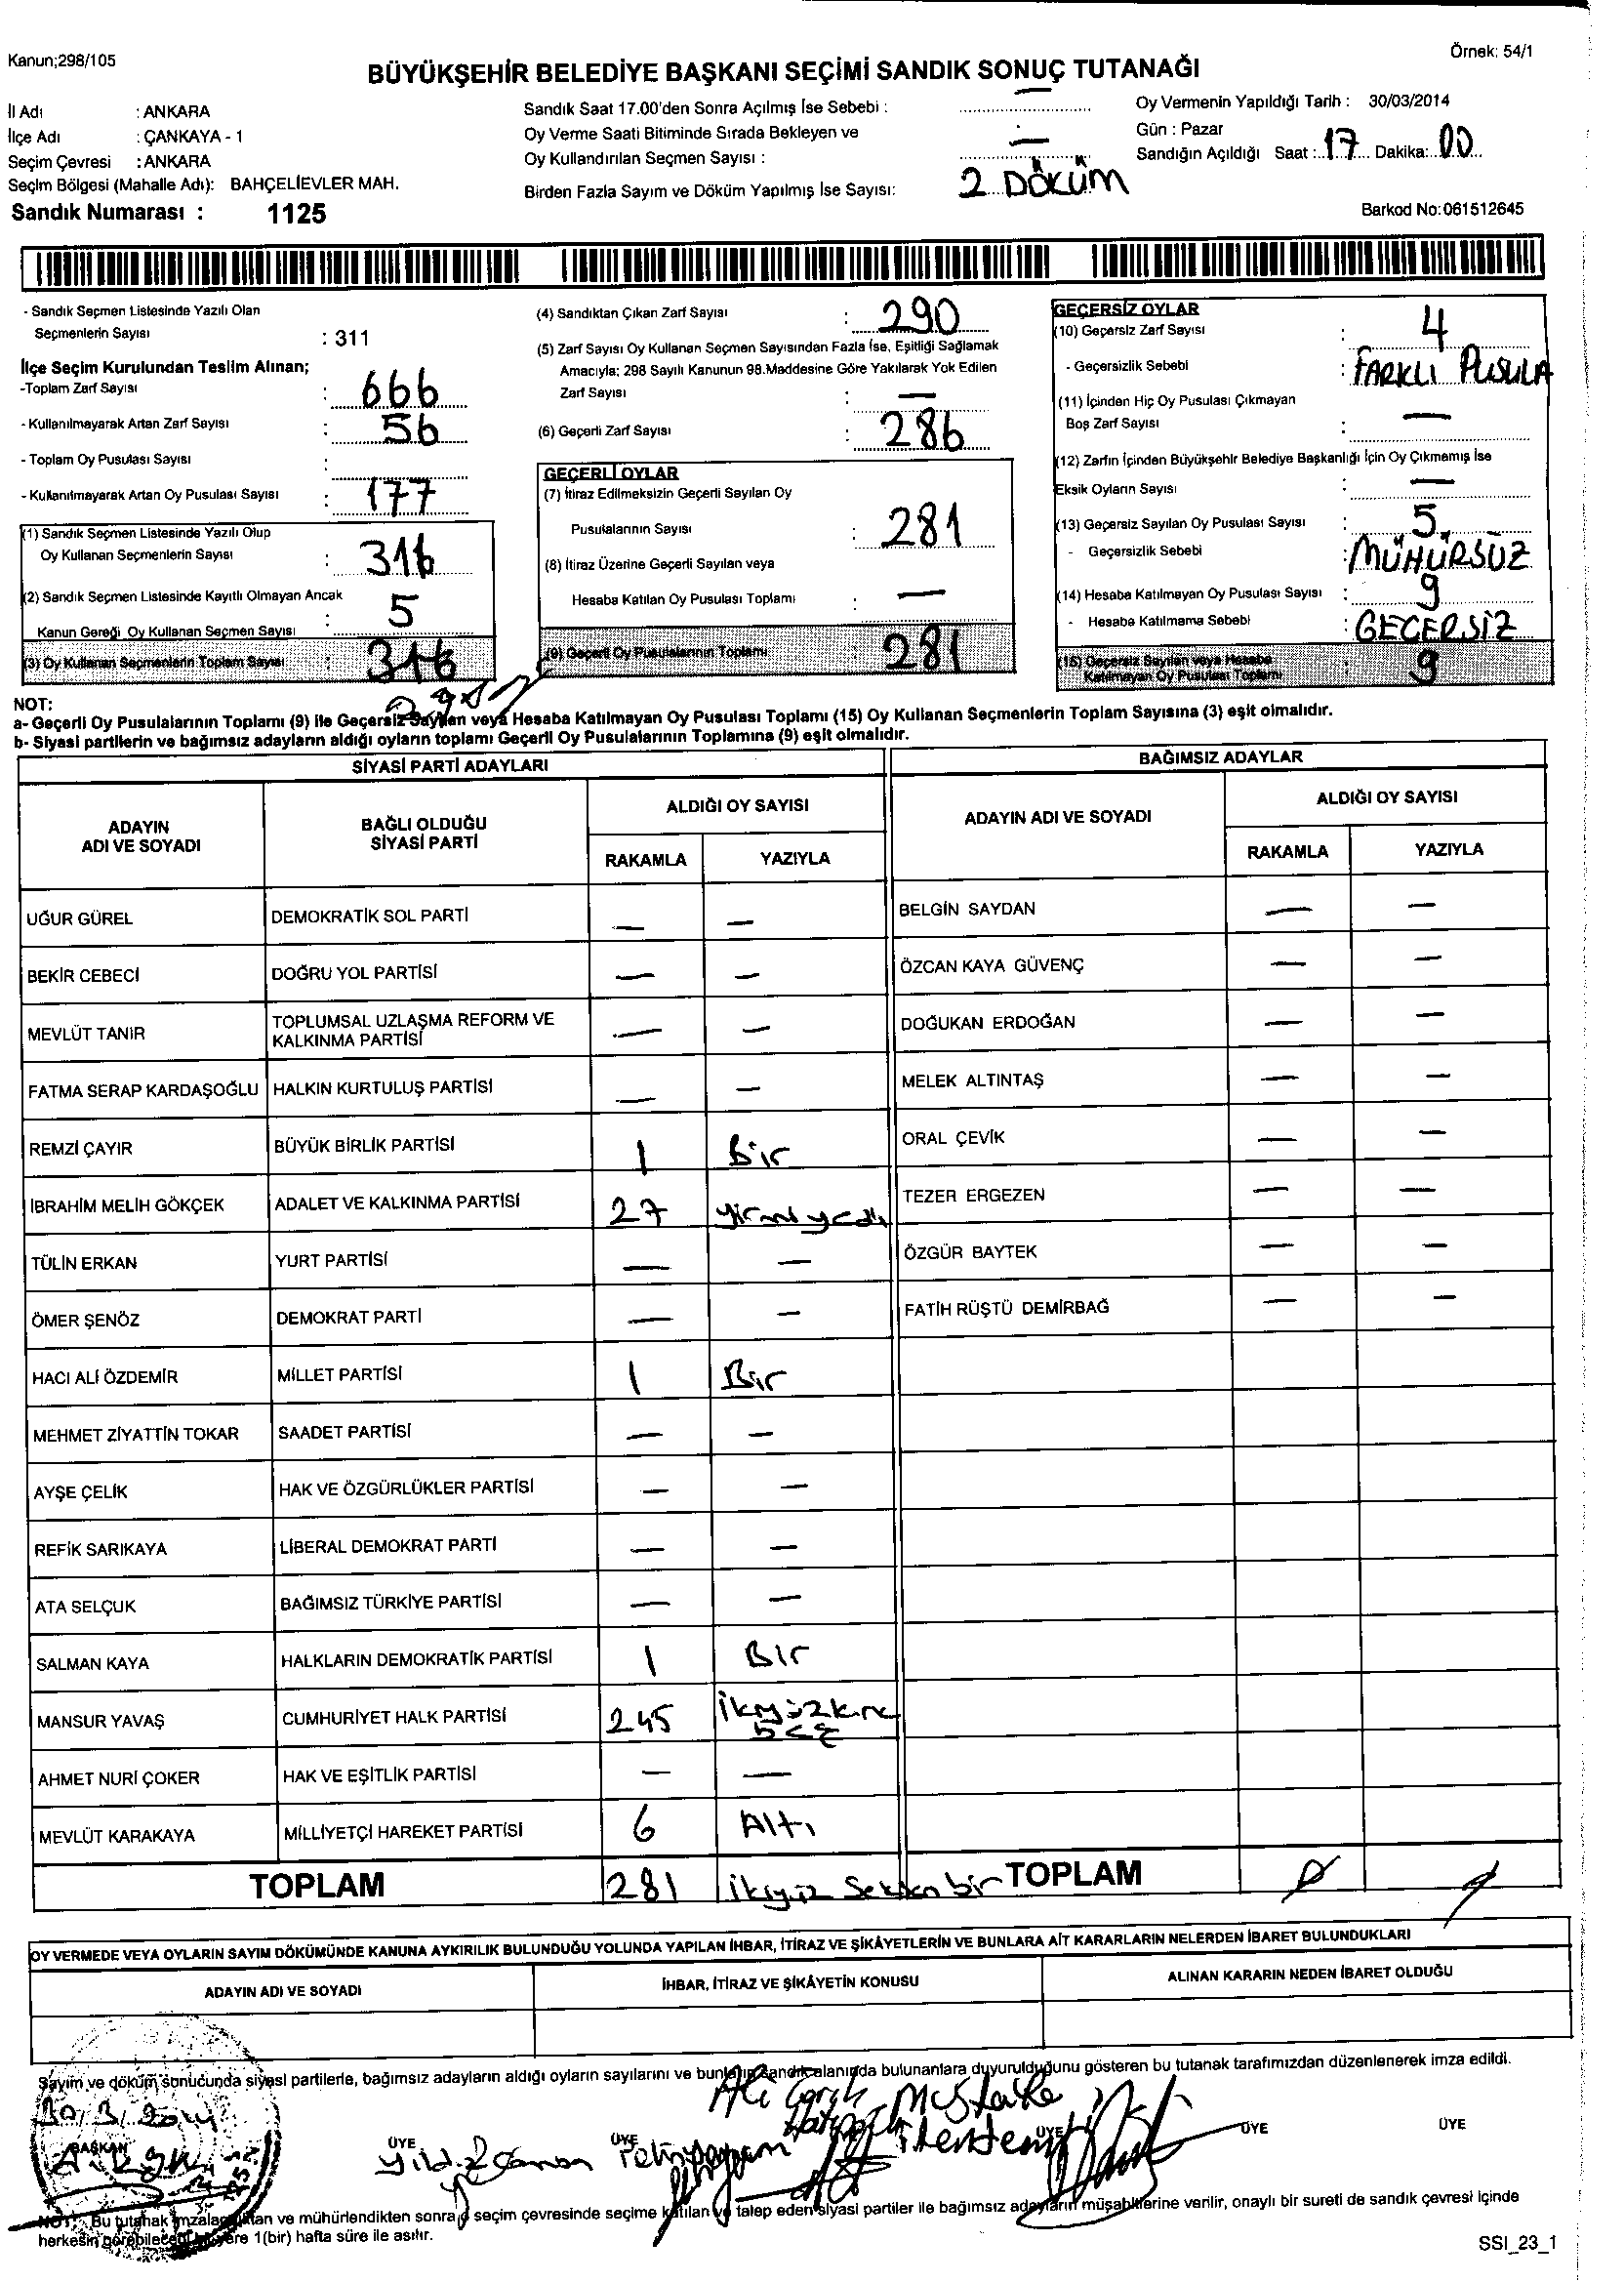 Kanun;298/105
Örnek: 54/1
BÜYÜKŞEHİR BELEDİYE BAŞKANI SEÇİMİ SANDIK SONUÇ TUTANAĞI
İl Adı : ANKARA
İlçe Adı : ÇANKAYA - 1
Seçim Çevresi : ANKARA
Seçim Bölgesi (Mahalle Adı): BAHÇELİEVLER MAH.
Sandık Numarası : 1125
Sandık Saat 17.00'den Sonra Açılmış İse Sebebi : —
Oy Verme Saati Bitiminde Sırada Bekleyen ve
Oy Kullandırılan Seçmen Sayısı : —
Birden Fazla Sayım ve Döküm Yapılmış İse Sayısı: 2 DÖKÜM
Oy Vermenin Yapıldığı Tarih : 30/03/2014
Gün : Pazar
Sandığın Açıldığı Saat : 17 Dakika: 00
Barkod No:061512645
- Sandık Seçmen Listesinde Yazılı Olan
Seçmenlerin Sayısı : 311
İlçe Seçim Kurulundan Teslim Alınan;
-Toplam Zarf Sayısı : 666
- Kullanılmayarak Artan Zarf Sayısı : 56
- Toplam Oy Pusulası Sayısı :
- Kullanılmayarak Artan Oy Pusulası Sayısı : 177
(1) Sandık Seçmen Listesinde Yazılı Olup
Oy Kullanan Seçmenlerin Sayısı : 316
(2) Sandık Seçmen Listesinde Kayıtlı Olmayan Ancak
Kanun Gereği Oy Kullanan Seçmen Sayısı : 5
(3) Oy Kullanan Seçmenlerin Toplam Sayısı 316
(4) Sandıktan Çıkan Zarf Sayısı : 290
(5) Zarf Sayısı Oy Kullanan Seçmen Sayısından Fazla İse, Eşitliği Sağlamak
Amacıyla; 298 Sayılı Kanunun 98.Maddesine Göre Yakılarak Yok Edilen
Zarf Sayısı : —
(6) Geçerli Zarf Sayısı : 286
GEÇERLİ OYLAR
(7) İtiraz Edilmeksizin Geçerli Sayılan Oy
Pusulalarının Sayısı : 281
(8) İtiraz Üzerine Geçerli Sayılan veya
Hesaba Katılan Oy Pusulası Toplamı : —
(9) Geçerli Oy Pusulalarının Toplamı 281
GEÇERSİZ OYLAR
(10) Geçersiz Zarf Sayısı : 4
- Geçersizlik Sebebi : FARKLI PUSULA
(11) İçinden Hiç Oy Pusulası Çıkmayan
Boş Zarf Sayısı : —
(12) Zarfın İçinden Büyükşehir Belediye Başkanlığı İçin Oy Çıkmamış İse
Eksik Oyların Sayısı : —
(13) Geçersiz Sayılan Oy Pusulası Sayısı : 5
- Geçersizlik Sebebi : MÜHÜRSÜZ
(14) Hesaba Katılmayan Oy Pusulası Sayısı : 9
- Hesaba Katılmama Sebebi : GEÇERSİZ
(15) Geçersiz Sayılan veya Hesaba
Katılmayan Oy Pusulası Toplamı : 9
NOT:
a- Geçerli Oy Pusulalarının Toplamı (9) ile Geçersiz Sayılan veya Hesaba Katılmayan Oy Pusulası Toplamı (15) Oy Kullanan Seçmenlerin Toplam Sayısına (3) eşit olmalıdır.
b- Siyasi partilerin ve bağımsız adayların aldığı oyların toplamı Geçerli Oy Pusulalarının Toplamına (9) eşit olmalıdır.
SİYASİ PARTİ ADAYLARI
BAĞIMSIZ ADAYLAR
ADAYIN ADI VE SOYADI
BAĞLI OLDUĞU SİYASİ PARTİ
ALDIĞI OY SAYISI
RAKAMLA YAZIYLA
ADAYIN ADI VE SOYADI
ALDIĞI OY SAYISI
RAKAMLA YAZIYLA
UĞUR GÜREL DEMOKRATİK SOL PARTİ — — BELGİN SAYDAN — —
BEKİR CEBECİ DOĞRU YOL PARTİSİ — — ÖZCAN KAYA GÜVENÇ — —
MEVLÜT TANIR TOPLUMSAL UZLAŞMA REFORM VE KALKINMA PARTİSİ — — DOĞUKAN ERDOĞAN — —
FATMA SERAP KARDAŞOĞLU HALKIN KURTULUŞ PARTİSİ — — MELEK ALTINTAŞ — —
REMZİ ÇAYIR BÜYÜK BİRLİK PARTİSİ 1 Bir ORAL ÇEVİK — —
İBRAHİM MELİH GÖKÇEK ADALET VE KALKINMA PARTİSİ 27 yirmi yedi TEZER ERGEZEN — —
TÜLİN ERKAN YURT PARTİSİ — — ÖZGÜR BAYTEK — —
ÖMER ŞENÖZ DEMOKRAT PARTİ — — FATİH RÜŞTÜ DEMİRBAĞ — —
HACI ALİ ÖZDEMİR MİLLET PARTİSİ 1 Bir
MEHMET ZİYATTİN TOKAR SAADET PARTİSİ — —
AYŞE ÇELİK HAK VE ÖZGÜRLÜKLER PARTİSİ — —
REFİK SARIKAYA LİBERAL DEMOKRAT PARTİ — —
ATA SELÇUK BAĞIMSIZ TÜRKİYE PARTİSİ — —
SALMAN KAYA HALKLARIN DEMOKRATİK PARTİSİ 1 Bir
MANSUR YAVAŞ CUMHURİYET HALK PARTİSİ 245 ikiyüzkırk beş
AHMET NURİ ÇOKER HAK VE EŞİTLİK PARTİSİ — —
MEVLÜT KARAKAYA MİLLİYETÇİ HAREKET PARTİSİ 6 Altı
TOPLAM 281 ikiyüz Seksen bir TOPLAM
OY VERMEDE VEYA OYLARIN SAYIM DÖKÜMÜNDE KANUNA AYKIRILIK BULUNDUĞU YOLUNDA YAPILAN İHBAR, İTİRAZ VE ŞİKÂYETLERİN VE BUNLARA AİT KARARLARIN NELERDEN İBARET BULUNDUKLARI
ADAYIN ADI VE SOYADI İHBAR, İTİRAZ VE ŞİKÂYETİN KONUSU ALINAN KARARIN NEDEN İBARET OLDUĞU
Sayım ve döküm sonucunda siyasi partilerle, bağımsız adayların aldığı oyların sayılarını ve bunların sandık alanında bulunanlara duyurulduğunu gösteren bu tutanak tarafımızdan düzenlenerek imza edildi.
30/3/2014
BAŞKAN ÜYE ÜYE ÜYE ÜYE ÜYE
NOT: Bu tutanak imzalandıktan ve mühürlendikten sonra seçim çevresinde seçime katılan ve talep eden siyasi partiler ile bağımsız adayların müşahitlerine verilir, onaylı bir sureti de sandık çevresi içinde
herkesin görebileceği bir yere 1(bir) hafta süre ile asılır.
SSI_23_1